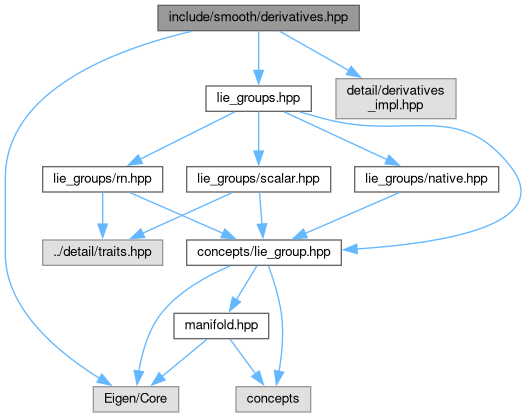 include/smooth/derivatives.hpp
lie_groups.hpp
detail/derivatives
_impl.hpp
lie_groups/rn.hpp
lie_groups/scalar.hpp
lie_groups/native.hpp
../detail/traits.hpp
concepts/lie_group.hpp
manifold.hpp
Eigen/Core
concepts